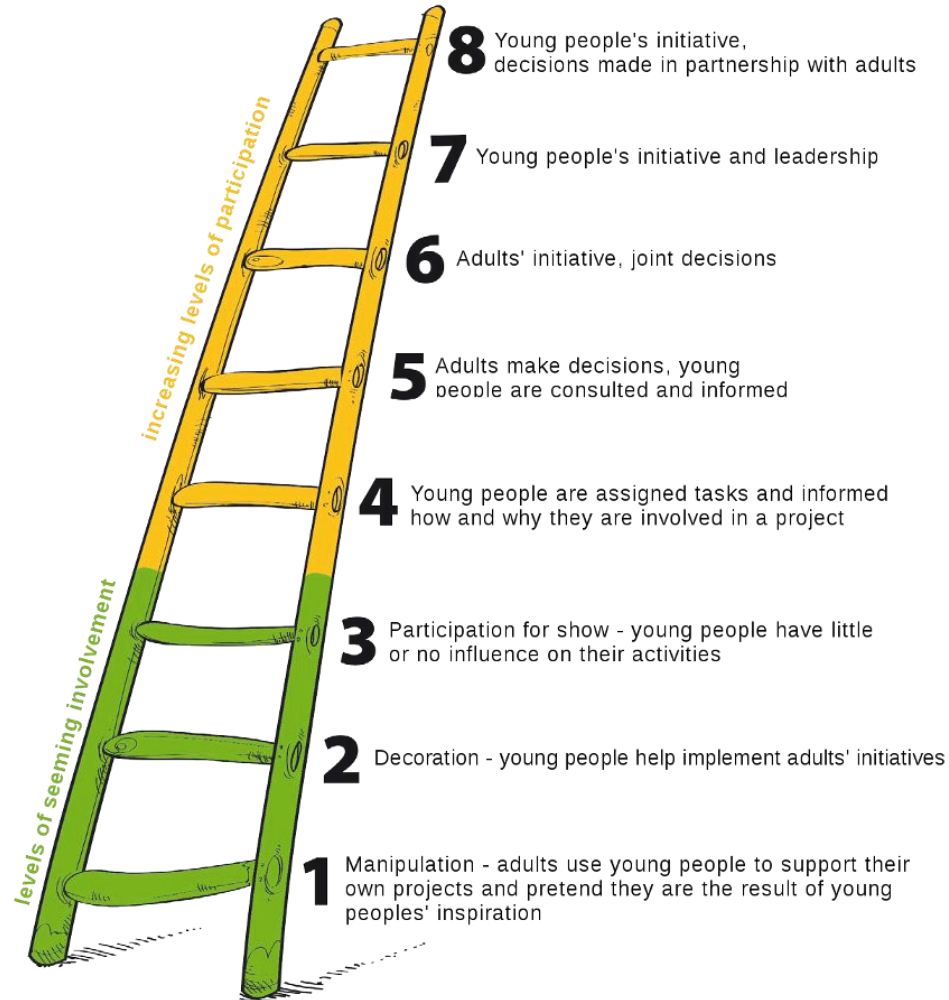 8 Young people's initiative,
decisions made in partnership with adults
7 Young people's initiative and leadership
6 Adults' initiative, joint decisions
5 Adults make decisions, young
people are consulted and informed
4 Young people are assigned tasks and informed
how and why they are involved in a project
3 Participation for show - young people have little
or no influence on their activities
2 Decoration - young people help implement adults' initiatives
1 Manipulation - adults use young people to support their
own projects and pretend they are the result of young
peoples' inspiration
increasing levels of participation
levels of seeming involvement